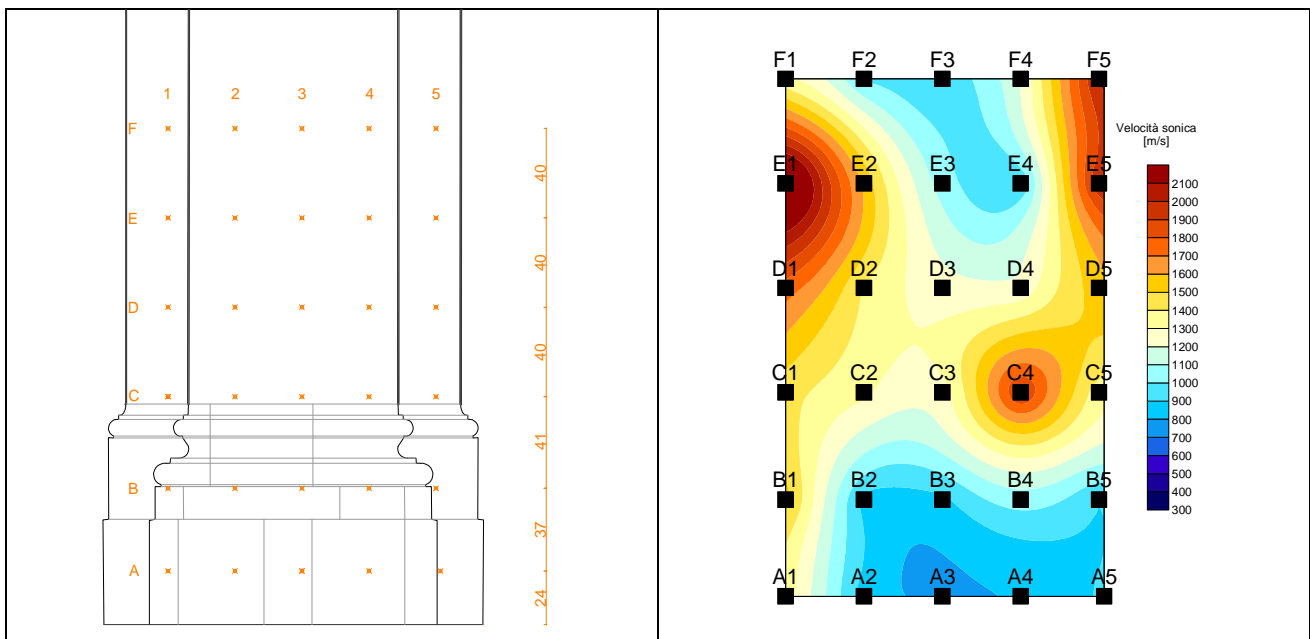 1 2 3 4 5
F
E
D
C
B
A
40
40
40
41
37
24
F1 F2 F3 F4 F5
E1 E2 E3 E4 E5
D1 D2 D3 D4 D5
C1 C2 C3 C4 C5
B1 B2 B3 B4 B5
A1 A2 A3 A4 A5
Velocità sonica
[m/s]
2100
2000
1900
1800
1700
1600
1500
1400
1300
1200
1100
1000
900
800
700
600
500
400
300